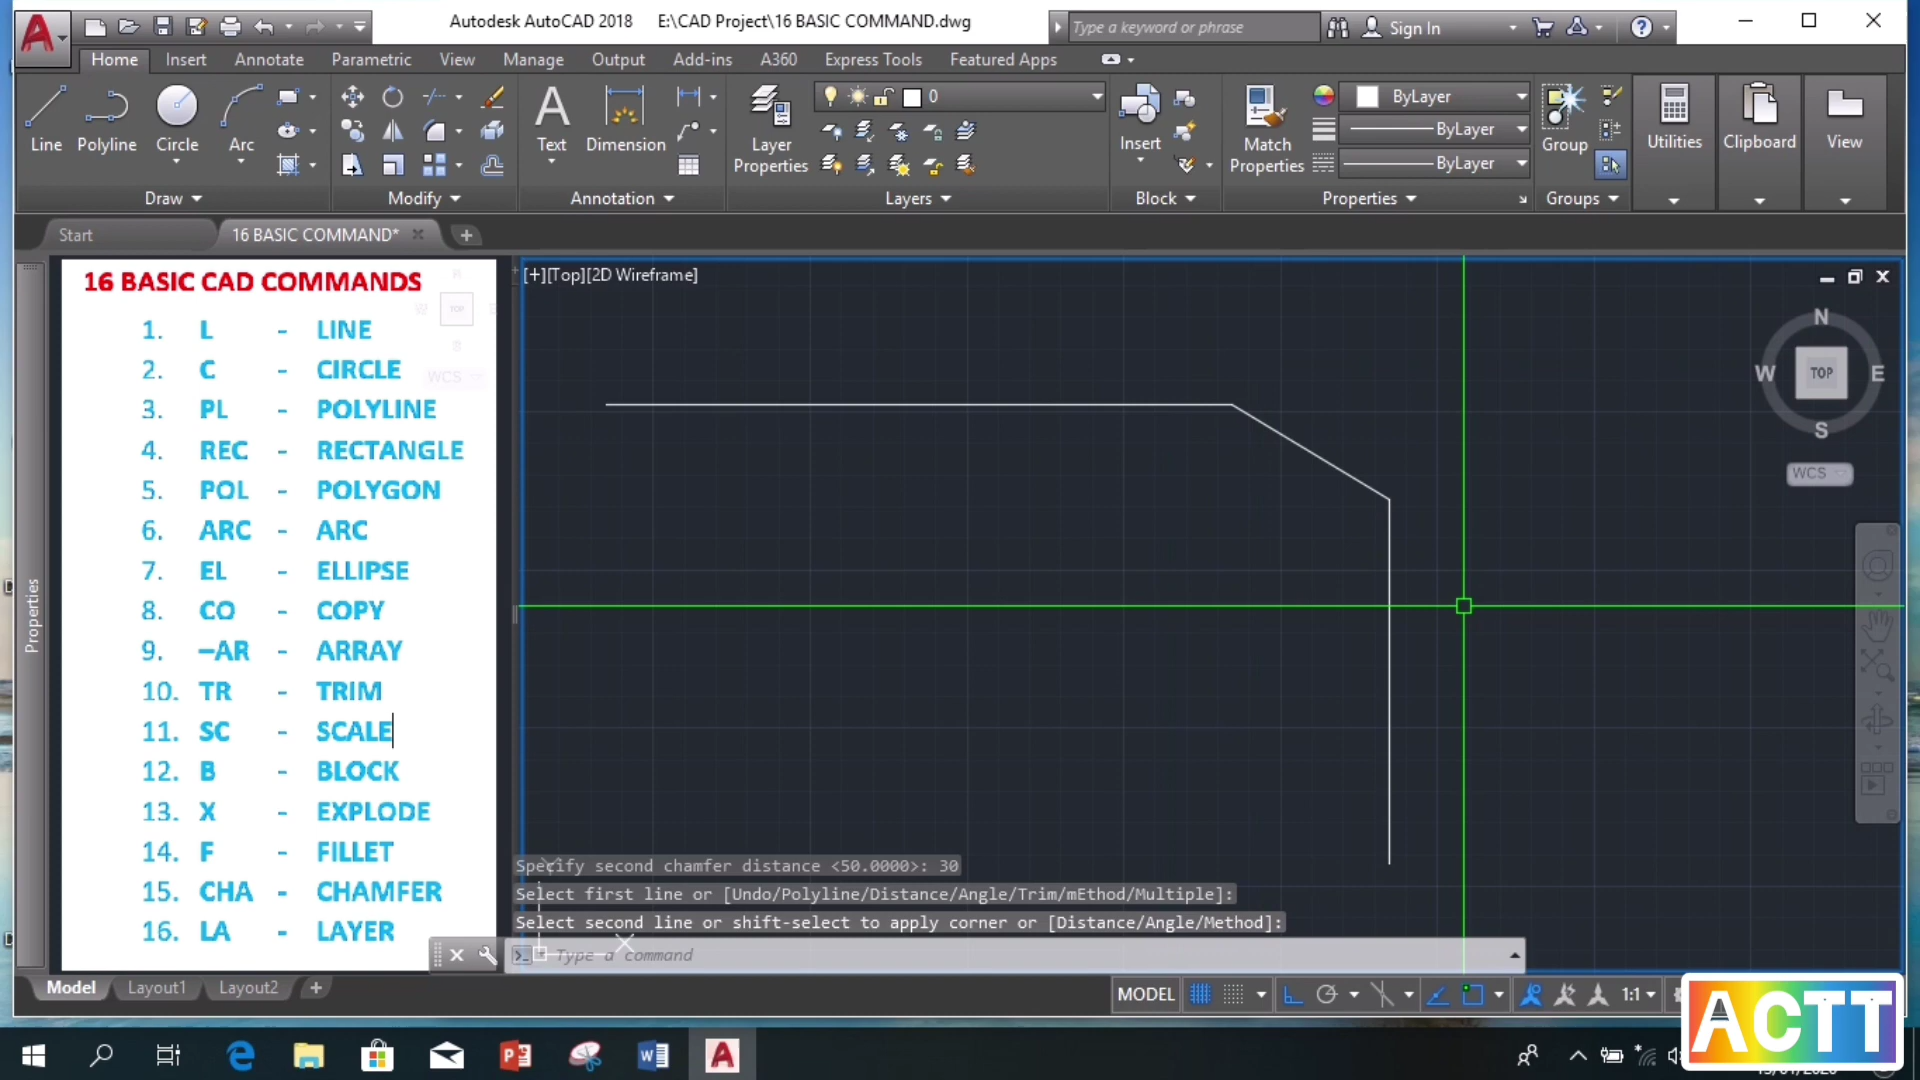 Autodesk AutoCAD 2018 E:\CAD Project\16 BASIC COMMAND.dwg
Type a keyword or phrase
Sign In
Home Insert Annotate Parametric View Manage Output Add-ins A360 Express Tools Featured Apps
0
ByLayer
ByLayer
ByLayer
Line Polyline Circle Arc
Text Dimension
Layer Properties
Insert
Match Properties
Group
Utilities
Clipboard
View
Draw Modify Annotation Layers Block Properties Groups
Start
16 BASIC COMMAND*
[+][Top][2D Wireframe]
16 BASIC CAD COMMANDS
1. L - LINE
2. C - CIRCLE
3. PL - POLYLINE
4. REC - RECTANGLE
5. POL - POLYGON
6. ARC - ARC
7. EL - ELLIPSE
8. CO - COPY
9. –AR - ARRAY
10. TR - TRIM
11. SC - SCALE
12. B - BLOCK
13. X - EXPLODE
14. F - FILLET
15. CHA - CHAMFER
16. LA - LAYER
TOP
WCS
Properties
N
W TOP E
S
WCS
Specify second chamfer distance <50.0000>: 30
Select first line or [Undo/Polyline/Distance/Angle/Trim/mEthod/Multiple]:
Select second line or shift-select to apply corner or [Distance/Angle/Method]:
Type a command
Model Layout1 Layout2
MODEL
1:1
ACTT